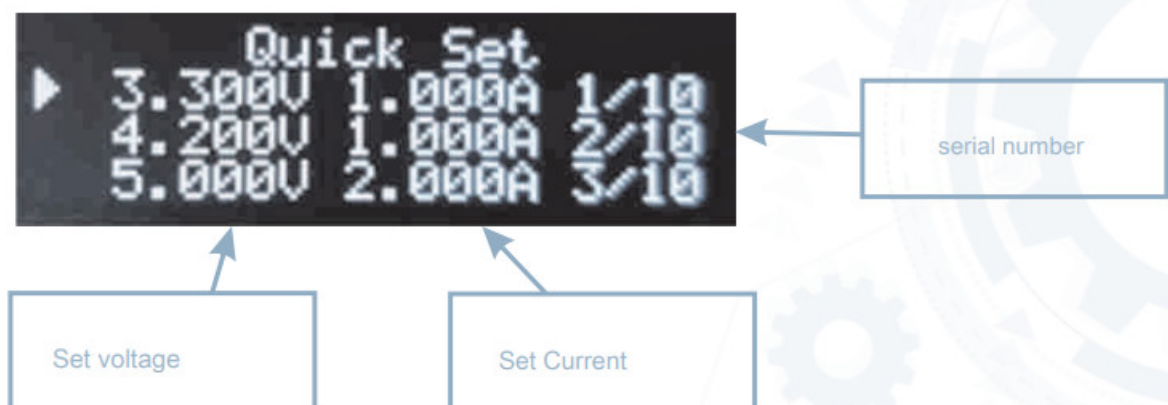 Quick Set
3.300V 1.000A 1/10
4.200V 1.000A 2/10
5.000V 2.000A 3/10
serial number
Set voltage
Set Current